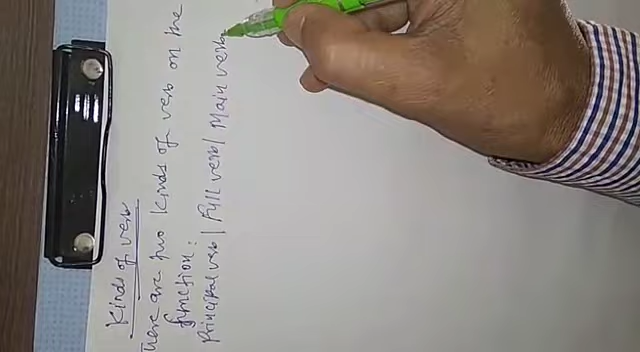 Kinds of verb
There are two kinds of verb on the
function:
Principal verb / Full verb / Main verb